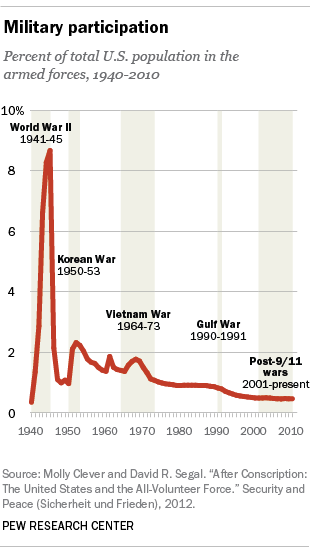 Military participation
Percent of total U.S. population in the
armed forces, 1940-2010
10%
World War II
1941-45
8
6
Korean War
1950-53
4
Vietnam War
1964-73
Gulf War
1990-1991
2
Post-9/11
wars
2001-present
0
1940 1950 1960 1970 1980 1990 2000 2010
Source: Molly Clever and David R. Segal. “After Conscription:
The United States and the All-Volunteer Force.” Security and
Peace (Sicherheit und Frieden), 2012.
PEW RESEARCH CENTER